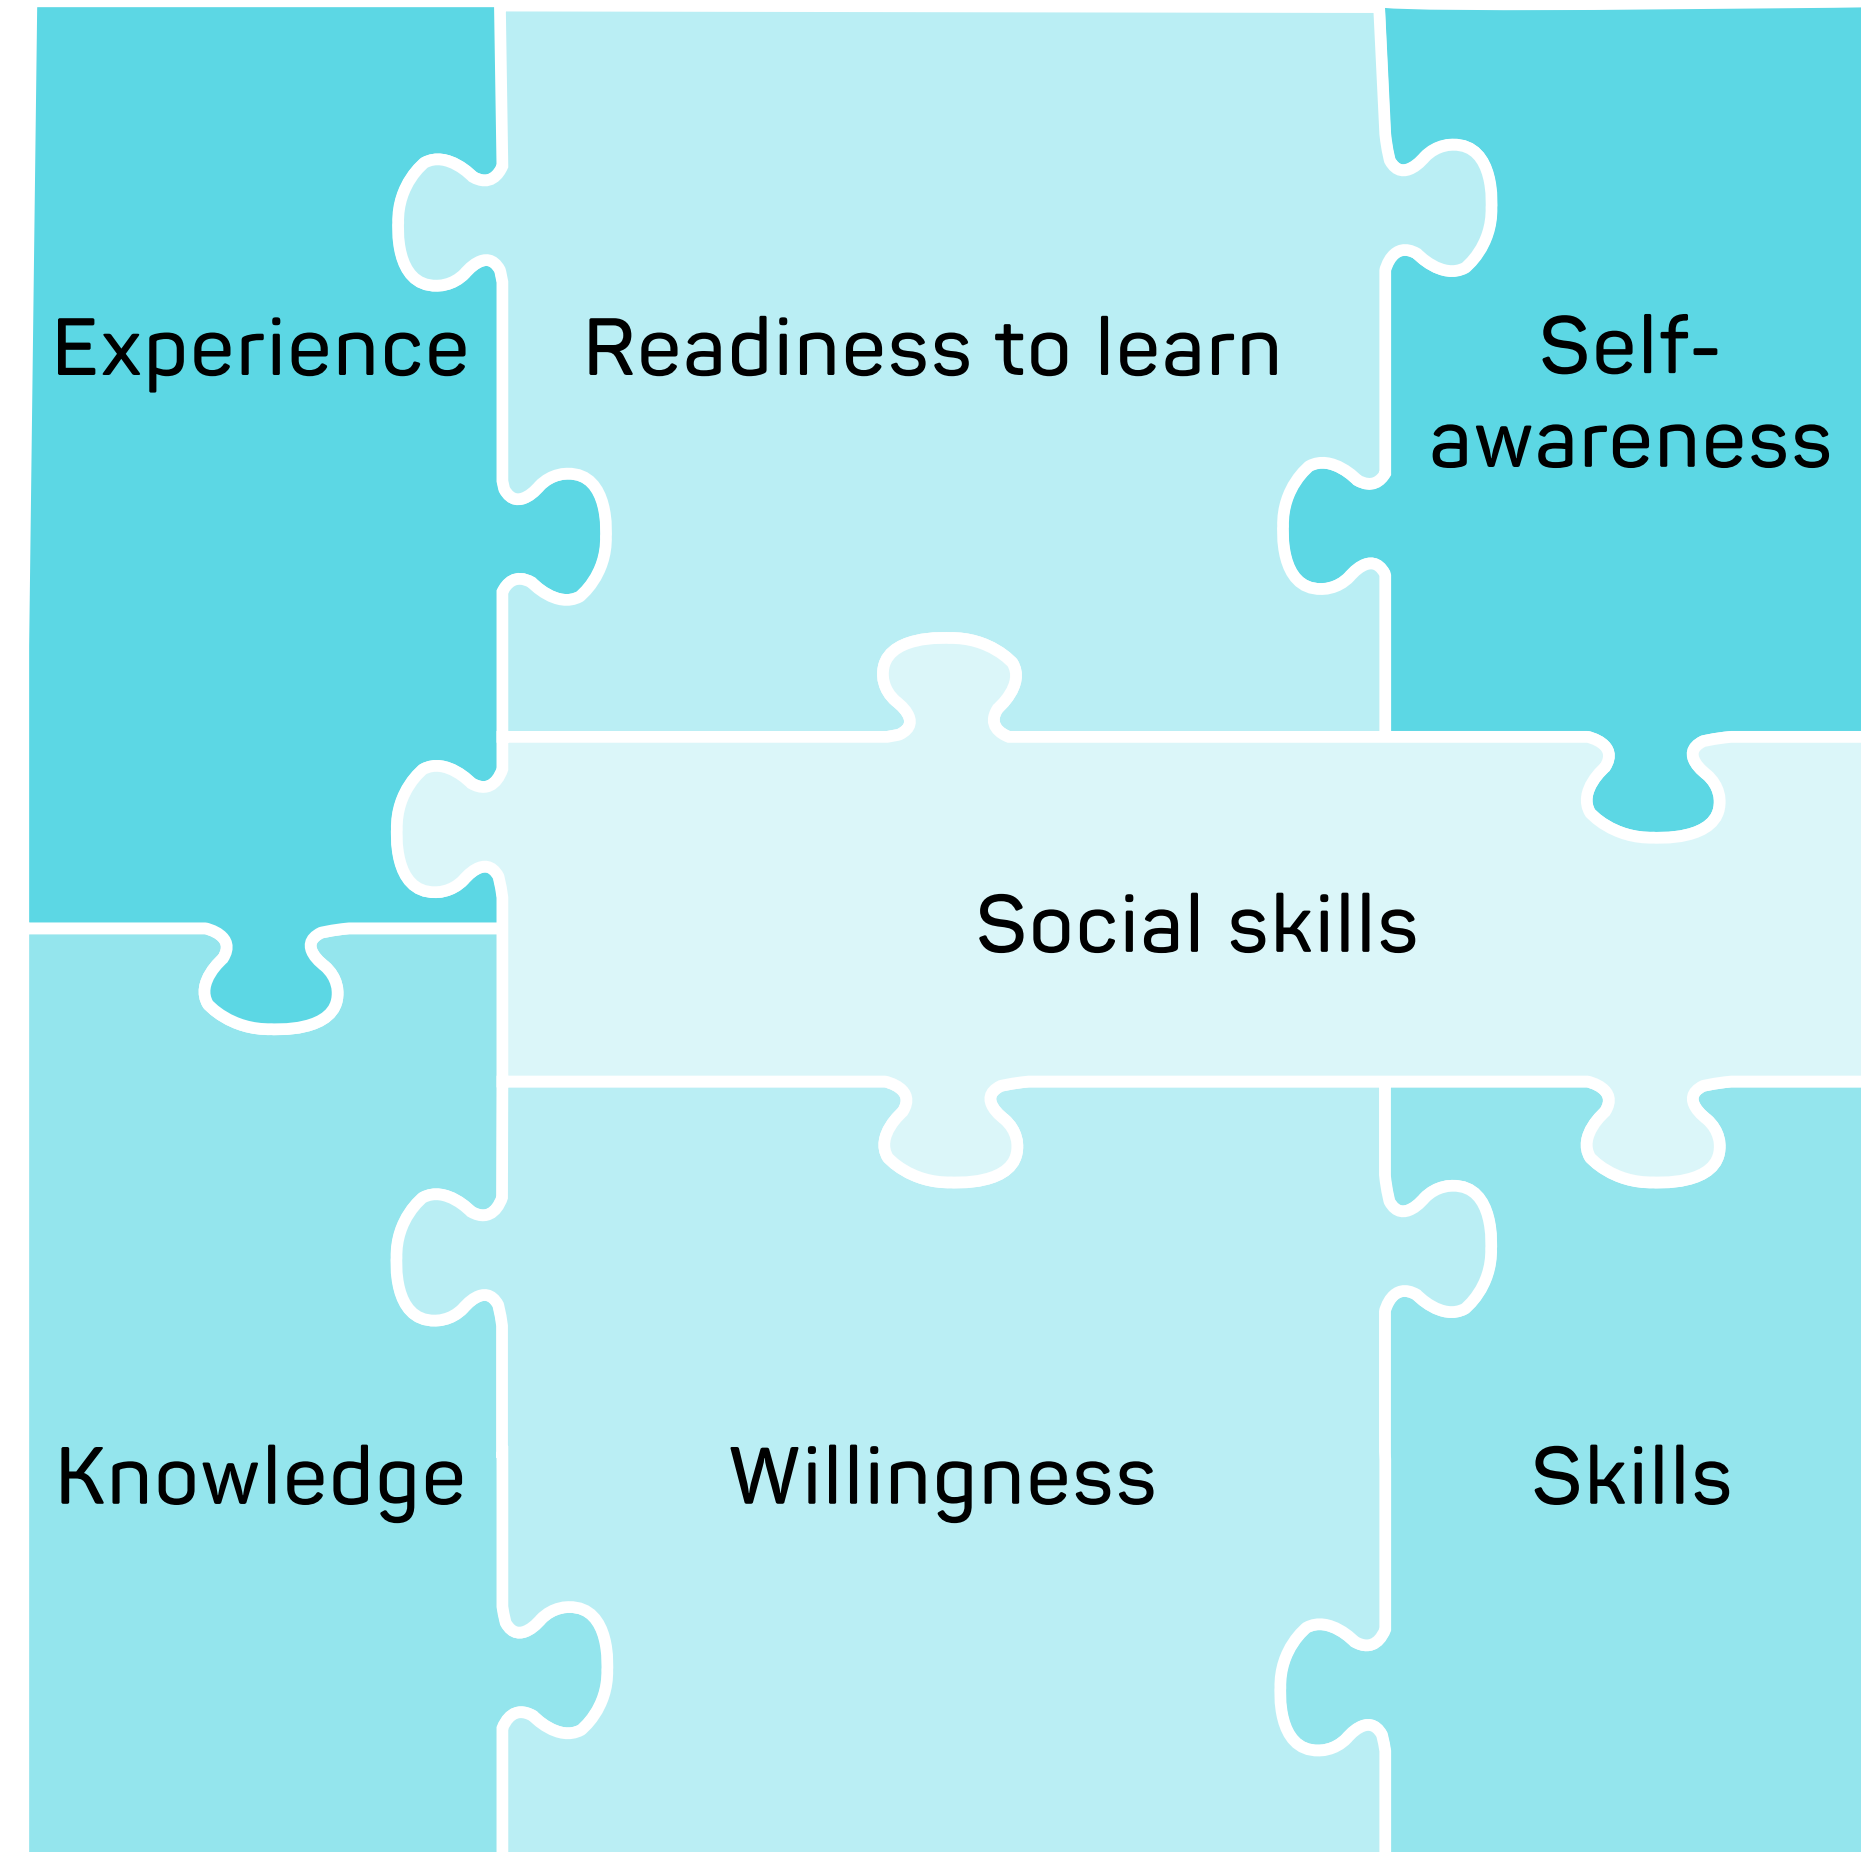 Experience
Readiness to learn
Self-
awareness
Social skills
Knowledge
Willingness
Skills